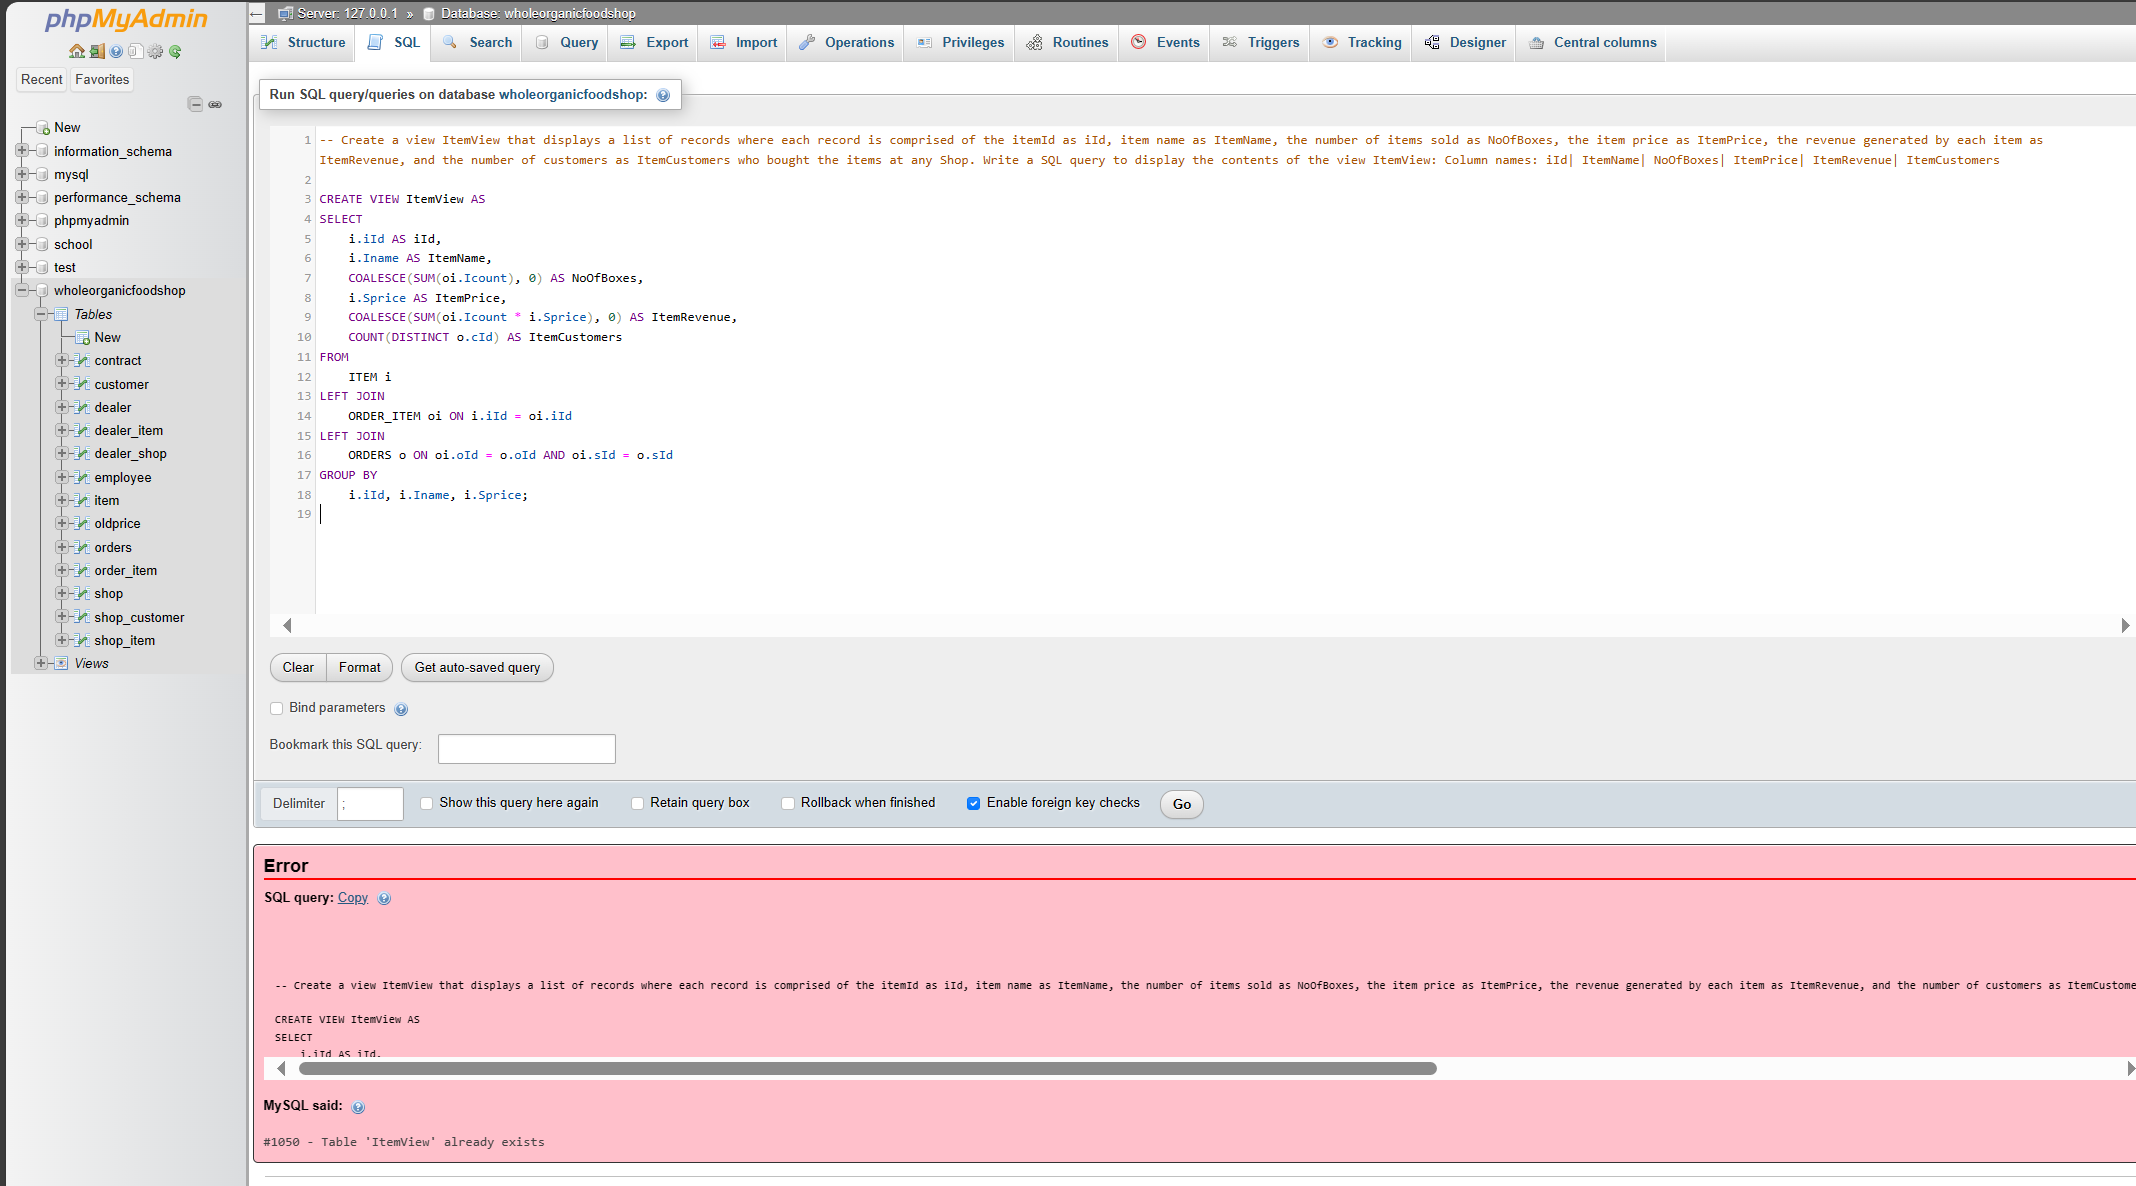 phpMyAdmin
Recent Favorites
New
information_schema
mysql
performance_schema
phpmyadmin
school
test
wholeorganicfoodshop
Tables
New
contract
customer
dealer
dealer_item
dealer_shop
employee
item
oldprice
orders
order_item
shop
shop_customer
shop_item
Views
Server: 127.0.0.1 » Database: wholeorganicfoodshop
Structure SQL Search Query Export Import Operations Privileges Routines Events Triggers Tracking Designer Central columns
Run SQL query/queries on database wholeorganicfoodshop:
1 -- Create a view ItemView that displays a list of records where each record is comprised of the itemId as iId, item name as ItemName, the number of items sold as NoOfBoxes, the item price as ItemPrice, the revenue generated by each item as
ItemRevenue, and the number of customers as ItemCustomers who bought the items at any Shop. Write a SQL query to display the contents of the view ItemView: Column names: iId| ItemName| NoOfBoxes| ItemPrice| ItemRevenue| ItemCustomers
2
3 CREATE VIEW ItemView AS
4 SELECT
5 i.iId AS iId,
6 i.Iname AS ItemName,
7 COALESCE(SUM(oi.Icount), 0) AS NoOfBoxes,
8 i.Sprice AS ItemPrice,
9 COALESCE(SUM(oi.Icount * i.Sprice), 0) AS ItemRevenue,
10 COUNT(DISTINCT o.cId) AS ItemCustomers
11 FROM
12 ITEM i
13 LEFT JOIN
14 ORDER_ITEM oi ON i.iId = oi.iId
15 LEFT JOIN
16 ORDERS o ON oi.oId = o.oId AND oi.sId = o.sId
17 GROUP BY
18 i.iId, i.Iname, i.Sprice;
19
Clear Format Get auto-saved query
Bind parameters
Bookmark this SQL query:
Delimiter ; Show this query here again Retain query box Rollback when finished Enable foreign key checks Go
Error
SQL query: Copy
-- Create a view ItemView that displays a list of records where each record is comprised of the itemId as iId, item name as ItemName, the number of items sold as NoOfBoxes, the item price as ItemPrice, the revenue generated by each item as ItemRevenue, and the number of customers as ItemCustome
CREATE VIEW ItemView AS
SELECT
i.iId AS iId,
MySQL said:
#1050 - Table 'ItemView' already exists